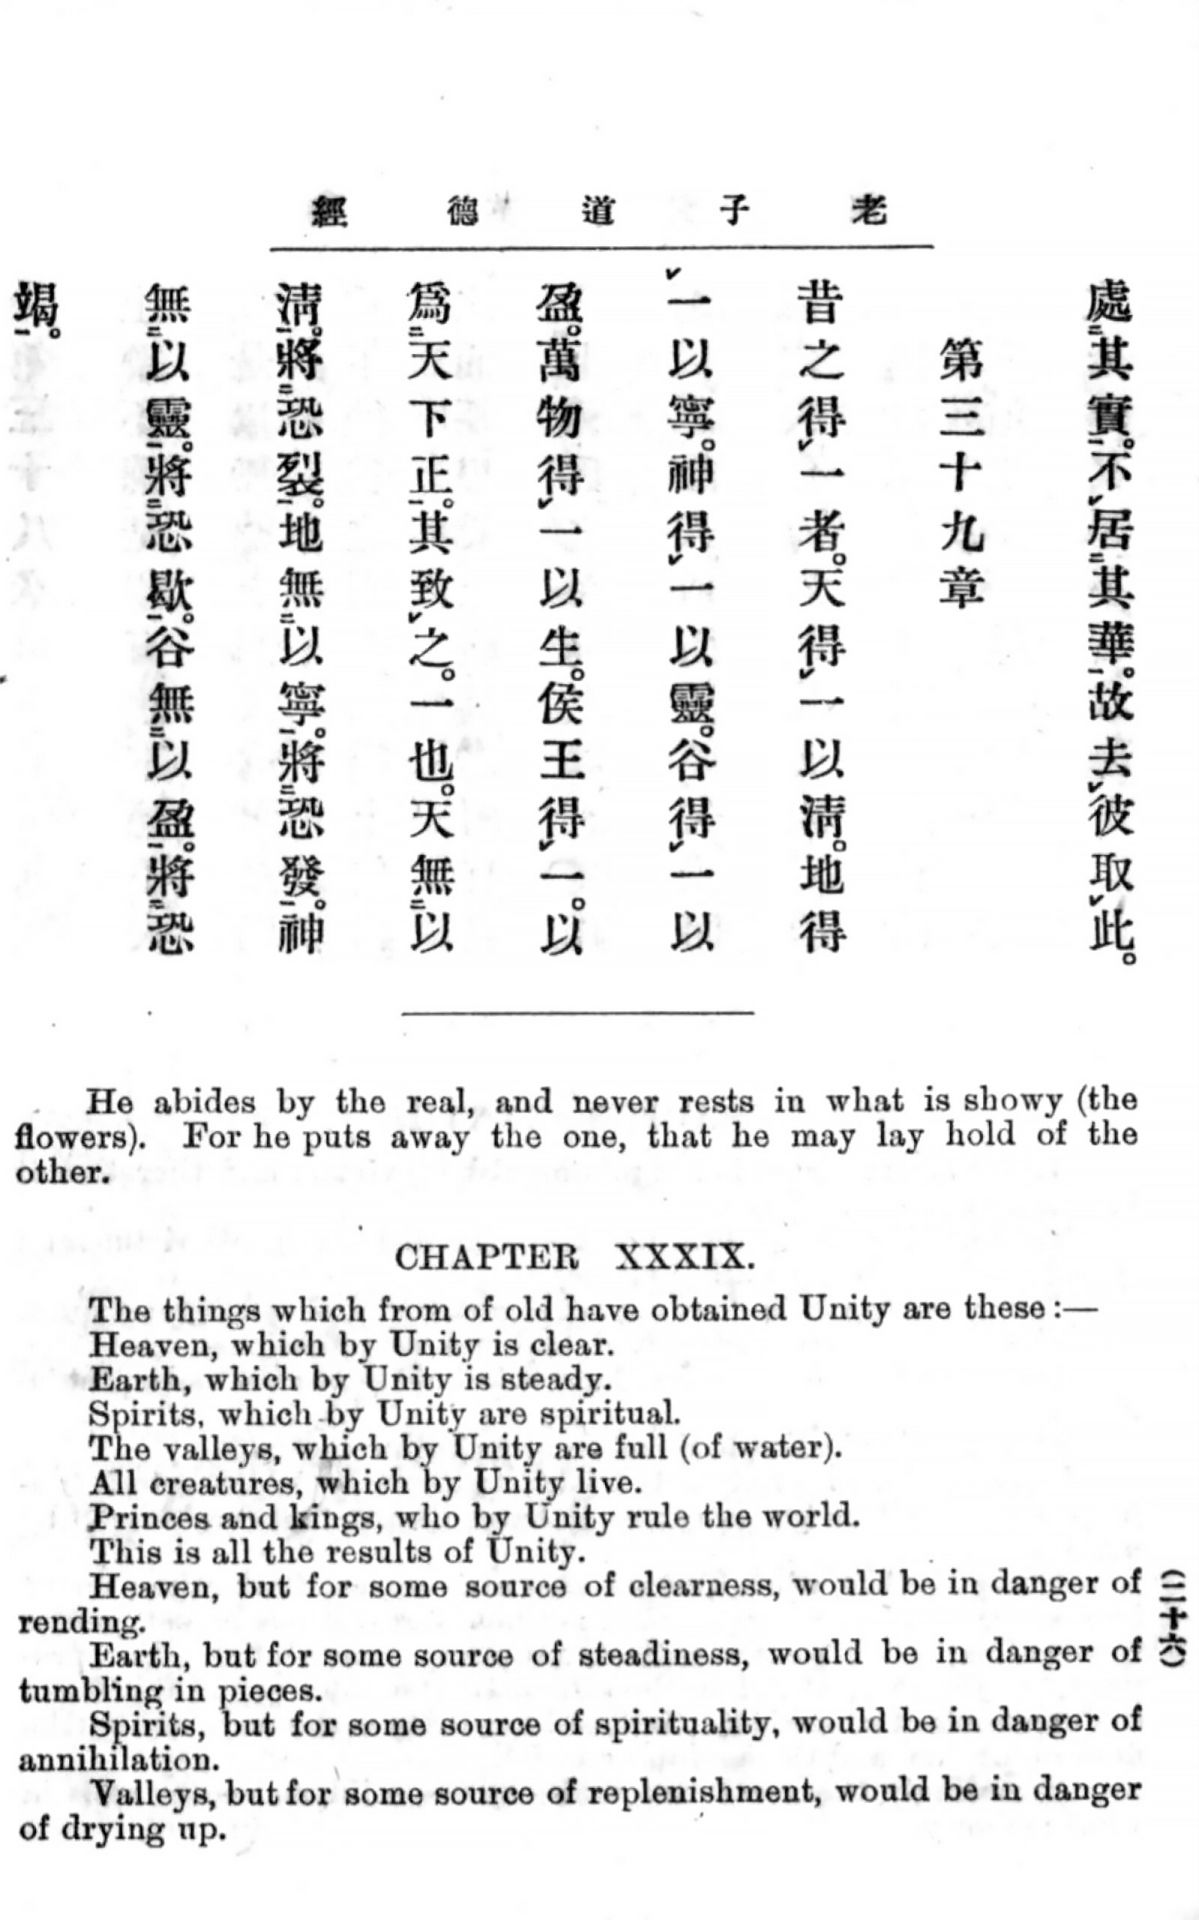 老子道德經
處其實。不居其華。故去彼取此。
第三十九章
昔之得一者。天得一以淸。地得
一以寧。神得一以靈。谷得一以
盈。萬物得一以生。侯王得一。以
爲天下正。其致之。一也。天無以
淸。將恐裂。地無以寧。將恐發。神
無以靈。將恐歇。谷無以盈。將恐
竭。
He abides by the real, and never rests in what is showy (the
flowers). For he puts away the one, that he may lay hold of the
other.
CHAPTER XXXIX.
The things which from of old have obtained Unity are these:—
Heaven, which by Unity is clear.
Earth, which by Unity is steady.
Spirits, which by Unity are spiritual.
The valleys, which by Unity are full (of water).
All creatures, which by Unity live.
Princes and kings, who by Unity rule the world.
This is all the results of Unity.
Heaven, but for some source of clearness, would be in danger of
rending.
Earth, but for some source of steadiness, would be in danger of
tumbling in pieces.
Spirits, but for some source of spirituality, would be in danger of
annihilation.
Valleys, but for some source of replenishment, would be in danger
of drying up.
(二十六)